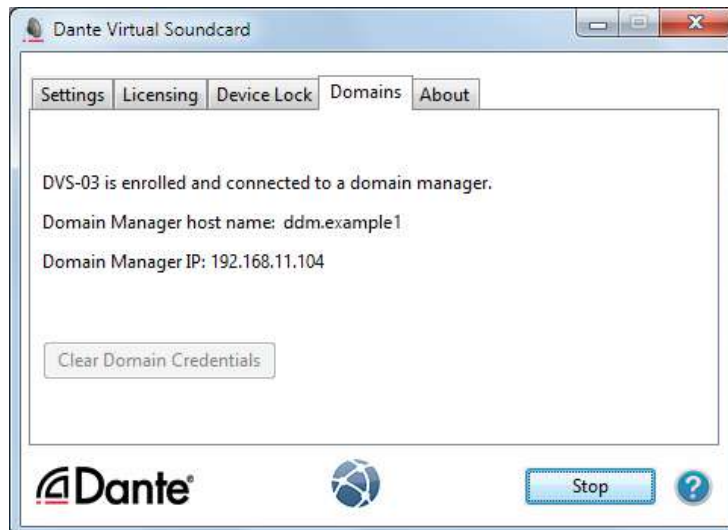 Dante Virtual Soundcard
Settings Licensing Device Lock Domains About
DVS-03 is enrolled and connected to a domain manager.
Domain Manager host name: ddm.example1
Domain Manager IP: 192.168.11.104
Clear Domain Credentials
Dante® Stop ?